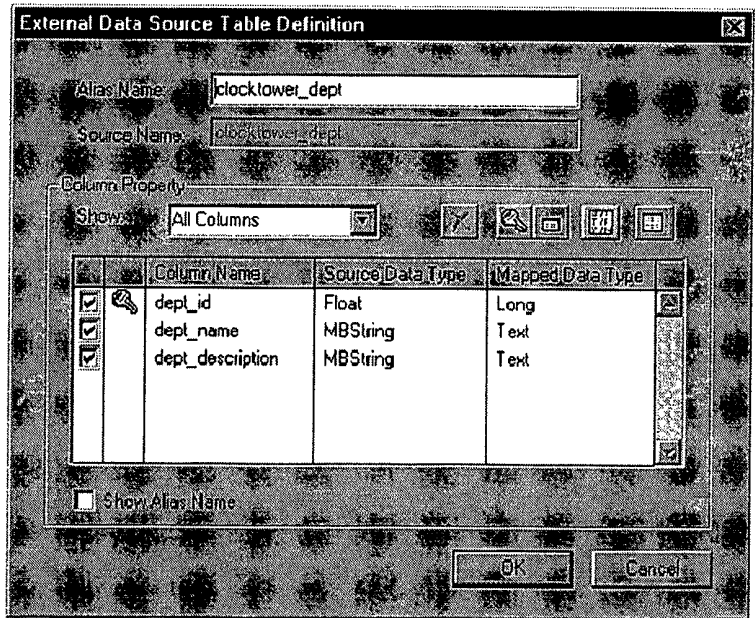 External Data Source Table Definition
Alias Name: clocktower_dept
Source Name: clocktower_dept
Column Property
Show: All Columns
Column Name Source Data Type Mapped Data Type
dept_id Float Long
dept_name MBString Text
dept_description MBString Text
Show Alias Name
OK Cancel